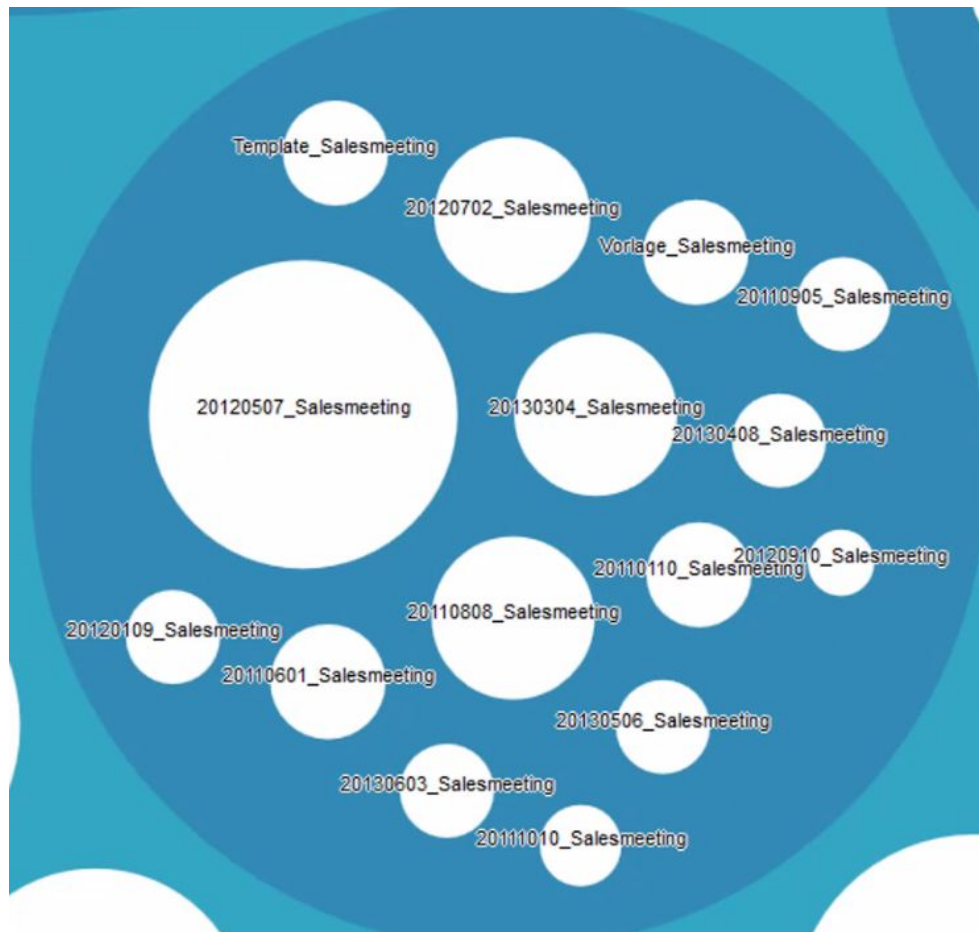 Template_Salesmeeting
20120702_Salesmeeting
Vorlage_Salesmeeting
20110905_Salesmeeting
20120507_Salesmeeting
20130304_Salesmeeting
20130408_Salesmeeting
20120910_Salesmeeting
20110110_Salesmeeting
20110808_Salesmeeting
20120109_Salesmeeting
20110601_Salesmeeting
20130506_Salesmeeting
20130603_Salesmeeting
20111010_Salesmeeting